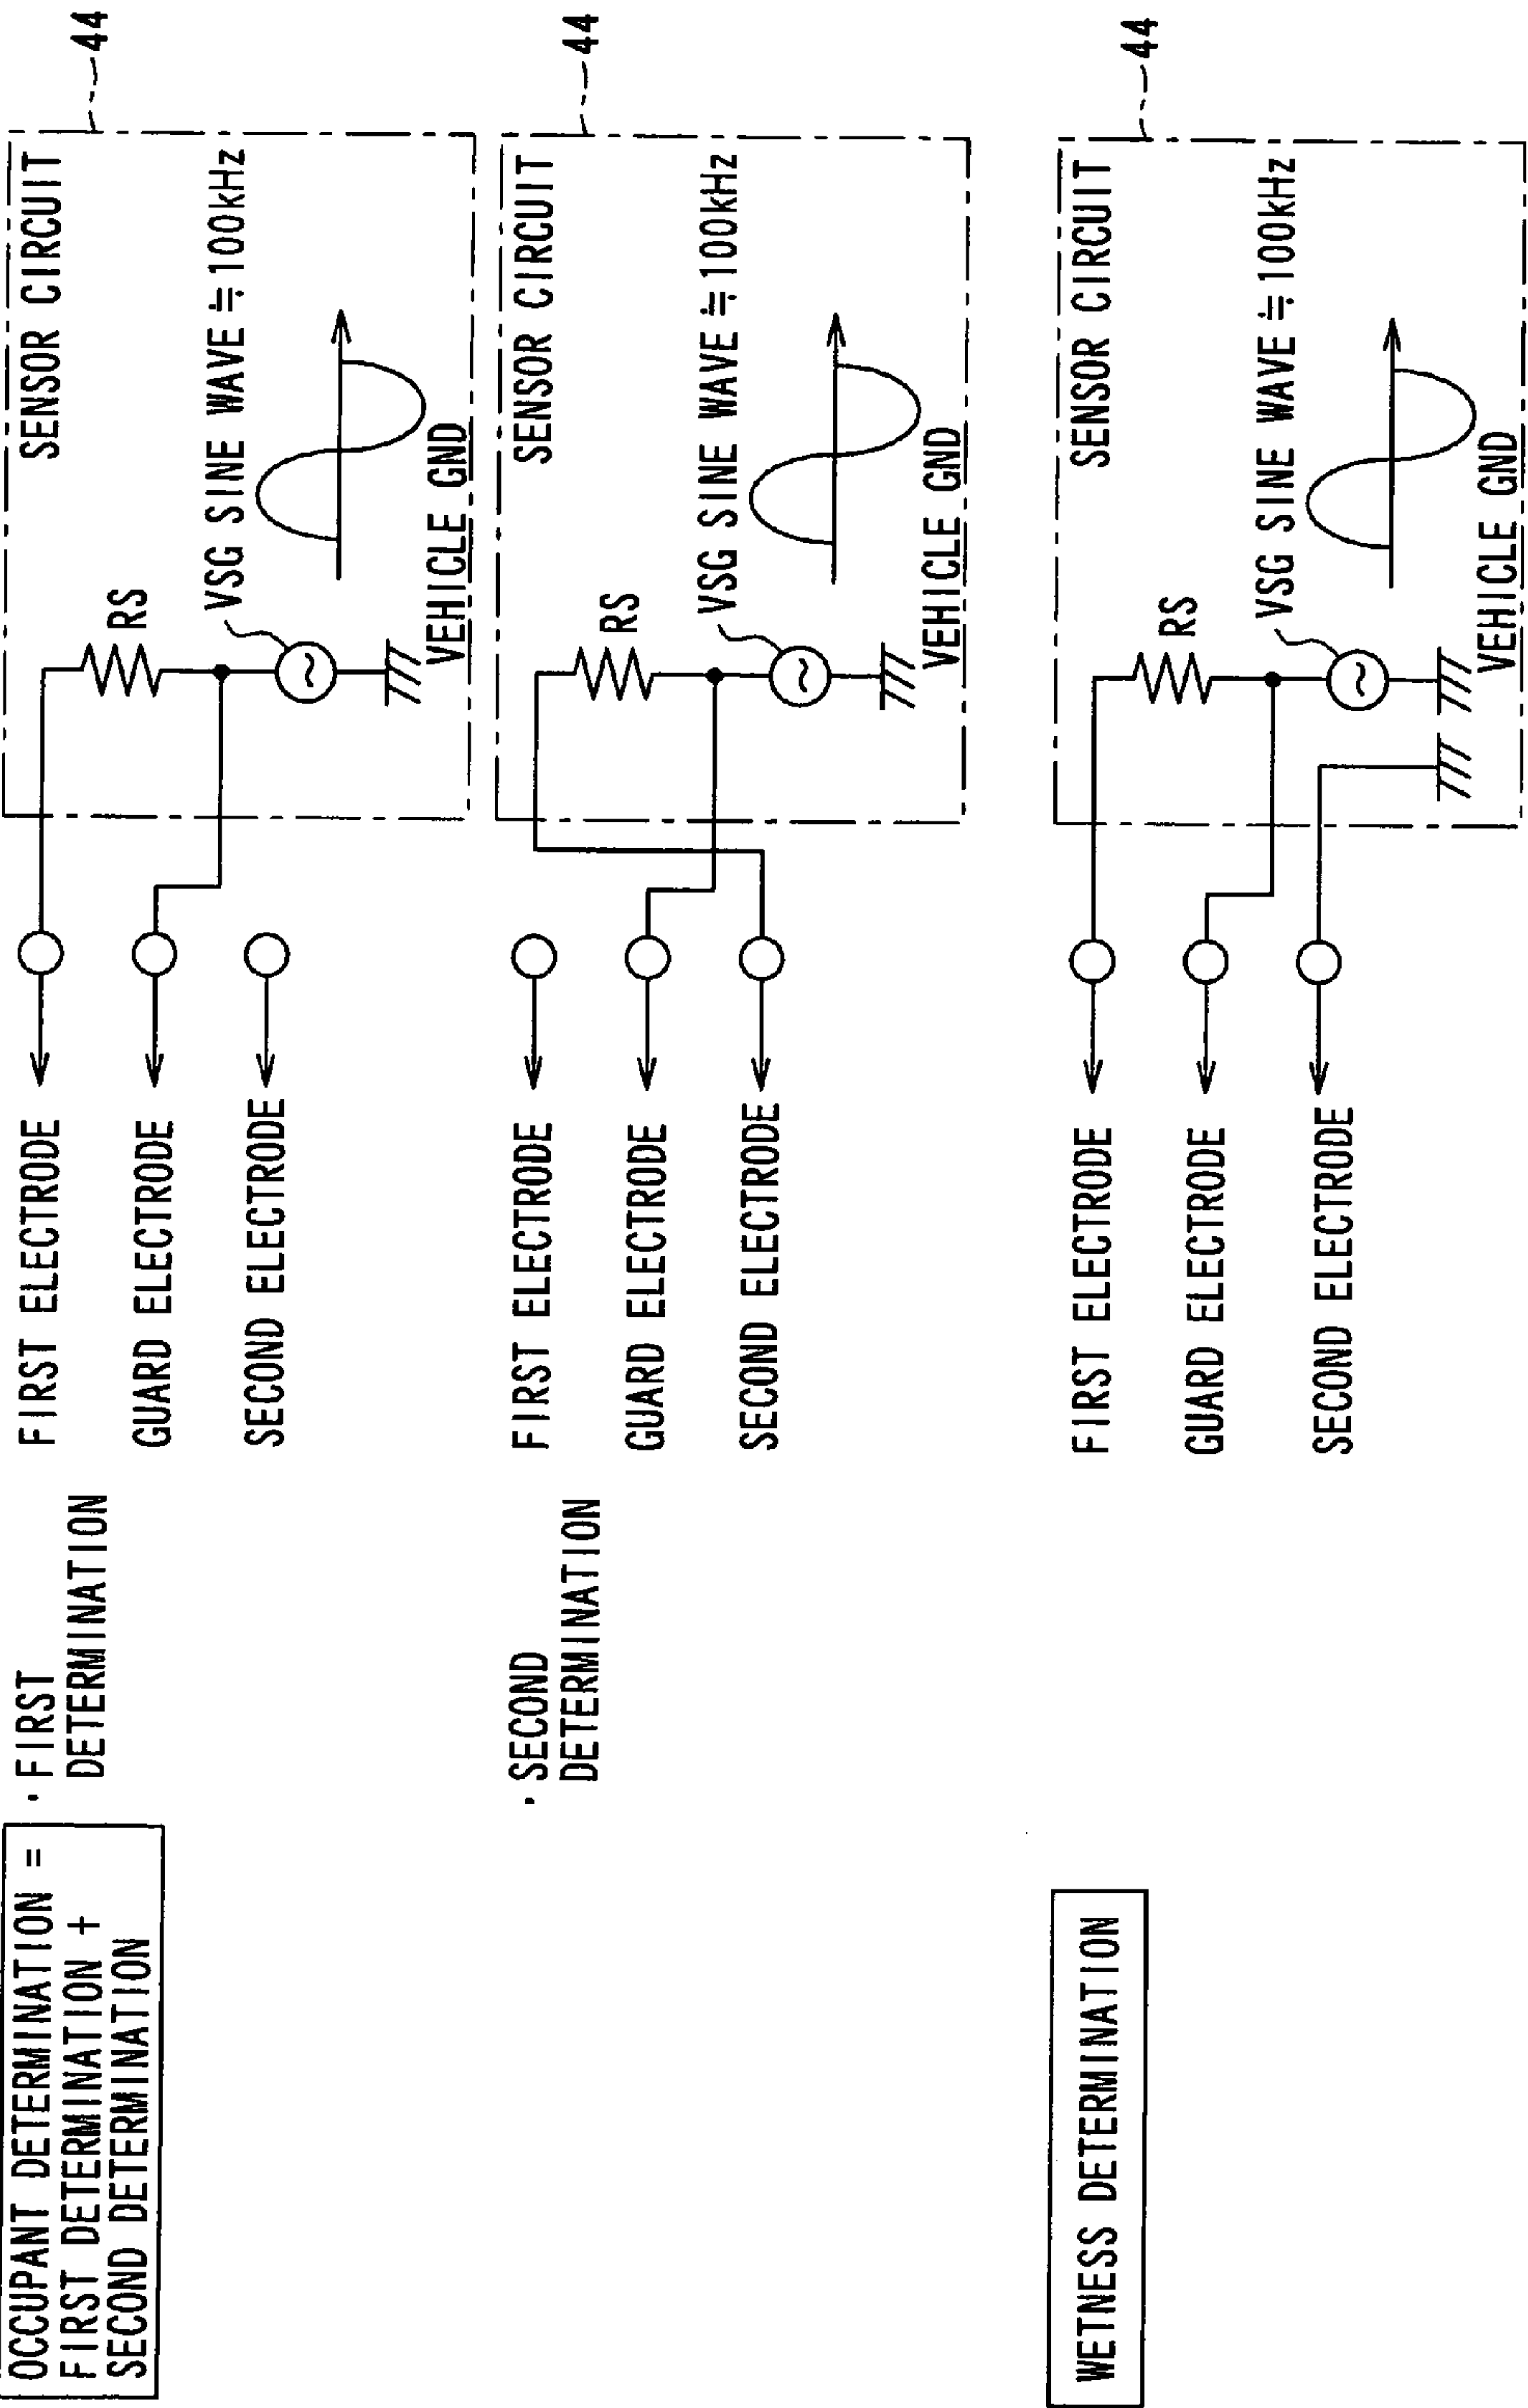 OCCUPANT DETERMINATION =
FIRST DETERMINATION +
SECOND DETERMINATION
・FIRST
DETERMINATION
FIRST ELECTRODE
GUARD ELECTRODE
SECOND ELECTRODE
SENSOR CIRCUIT
44
RS
VSG SINE WAVE≒100kHz
~
VEHICLE GND
・SECOND
DETERMINATION
FIRST ELECTRODE
GUARD ELECTRODE
SECOND ELECTRODE
SENSOR CIRCUIT
44
RS
VSG SINE WAVE≒100kHz
~
VEHICLE GND
WETNESS DETERMINATION
FIRST ELECTRODE
GUARD ELECTRODE
SECOND ELECTRODE
SENSOR CIRCUIT
44
RS
VSG SINE WAVE≒100kHz
~
VEHICLE GND